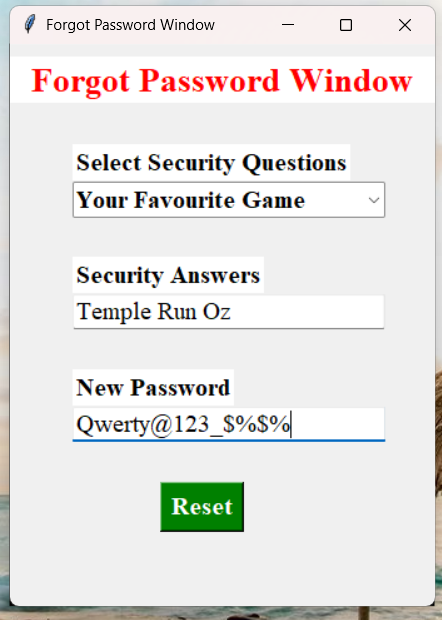 Forgot Password Window
Forgot Password Window
Select Security Questions
Your Favourite Game
Security Answers
Temple Run Oz
New Password
Qwerty@123_$%$%
Reset